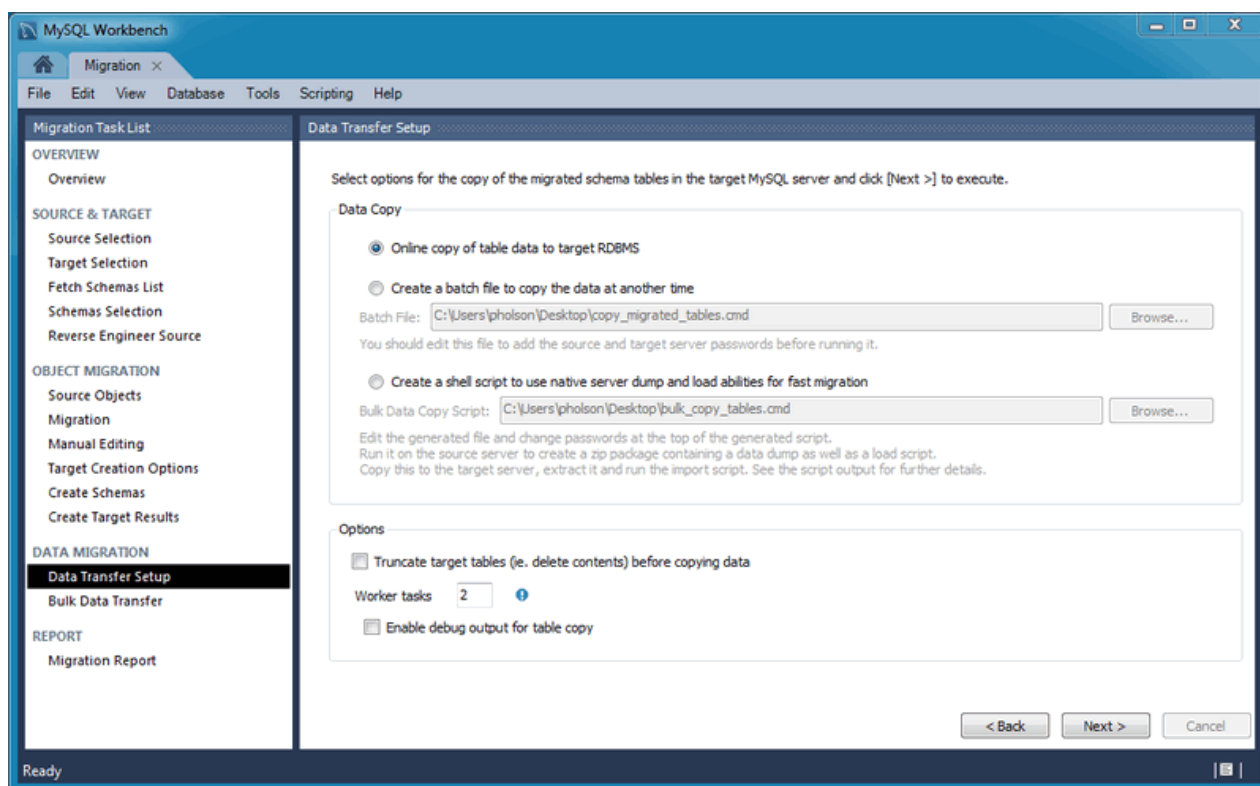 MySQL Workbench
Migration
File Edit View Database Tools Scripting Help
Migration Task List
OVERVIEW
Overview
SOURCE & TARGET
Source Selection
Target Selection
Fetch Schemas List
Schemas Selection
Reverse Engineer Source
OBJECT MIGRATION
Source Objects
Migration
Manual Editing
Target Creation Options
Create Schemas
Create Target Results
DATA MIGRATION
Data Transfer Setup
Bulk Data Transfer
REPORT
Migration Report
Data Transfer Setup
Select options for the copy of the migrated schema tables in the target MySQL server and click [Next >] to execute.
Data Copy
Online copy of table data to target RDBMS
Create a batch file to copy the data at another time
Batch File: C:\Users\pholson\Desktop\copy_migrated_tables.cmd Browse...
You should edit this file to add the source and target server passwords before running it.
Create a shell script to use native server dump and load abilities for fast migration
Bulk Data Copy Script: C:\Users\pholson\Desktop\bulk_copy_tables.cmd Browse...
Edit the generated file and change passwords at the top of the generated script.
Run it on the source server to create a zip package containing a data dump as well as a load script.
Copy this to the target server, extract it and run the import script. See the script output for further details.
Options
Truncate target tables (ie. delete contents) before copying data
Worker tasks 2
Enable debug output for table copy
< Back Next > Cancel
Ready